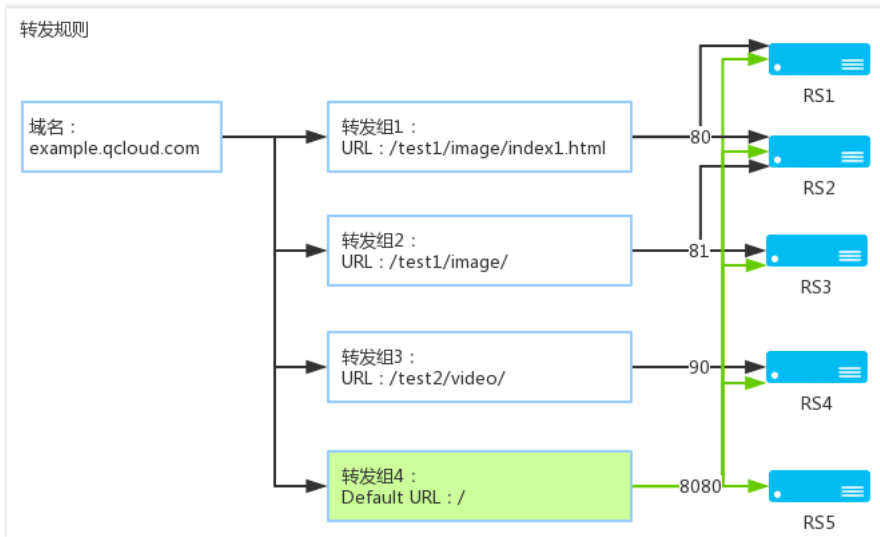 转发规则
域名：
example.qcloud.com
转发组1：
URL：/test1/image/index1.html
80
RS1
RS2
转发组2：
URL：/test1/image/
81
RS3
转发组3：
URL：/test2/video/
90
RS4
转发组4：
Default URL：/
8080
RS5